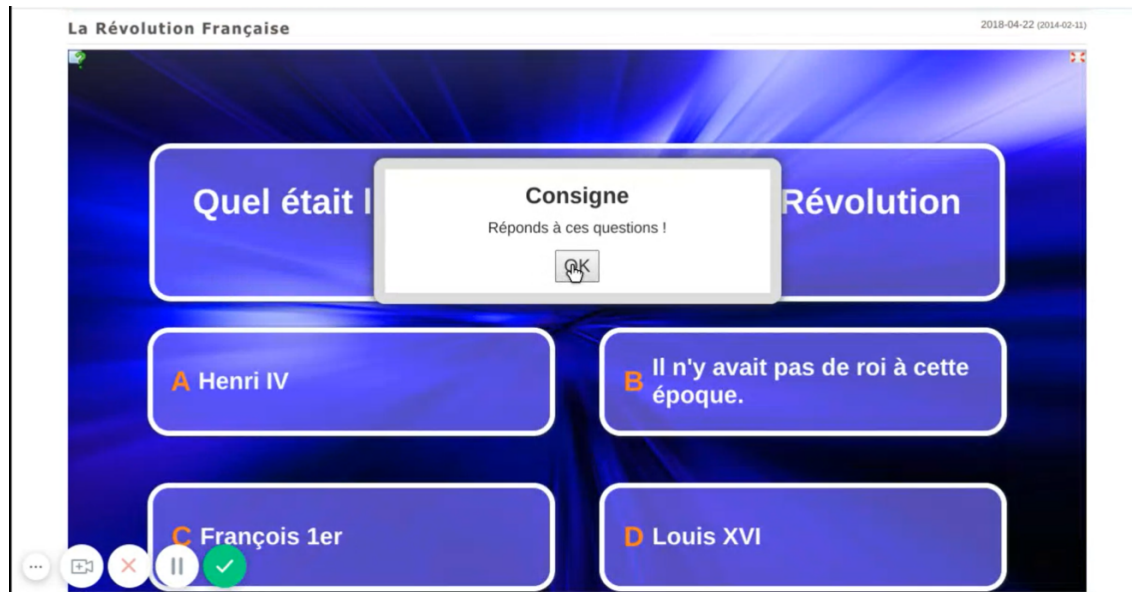 La Révolution Française
2018-04-22 (2014-02-11)
Quel était l
Révolution
Consigne
Réponds à ces questions !
OK
A Henri IV
B Il n'y avait pas de roi à cette
époque.
C François 1er
D Louis XVI